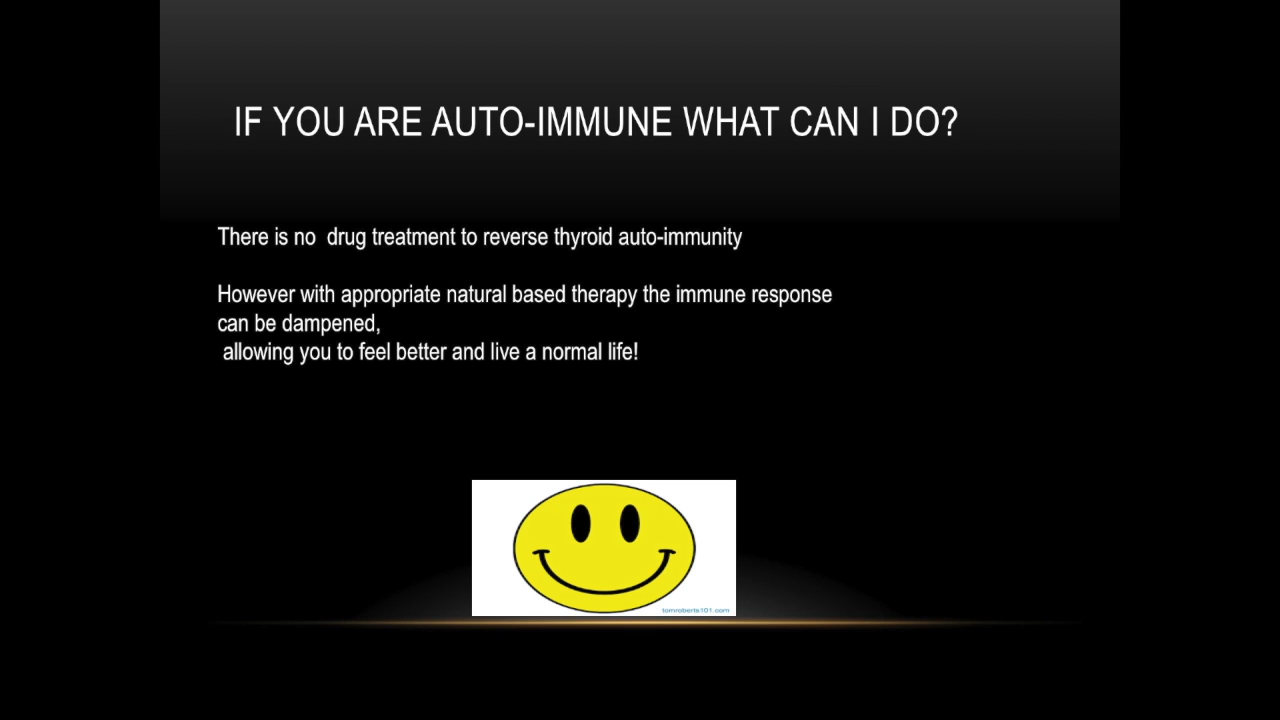 IF YOU ARE AUTO-IMMUNE WHAT CAN I DO?
There is no  drug treatment to reverse thyroid auto-immunity
However with appropriate natural based therapy the immune response
can be dampened,
allowing you to feel better and live a normal life!
tomroberts101.com